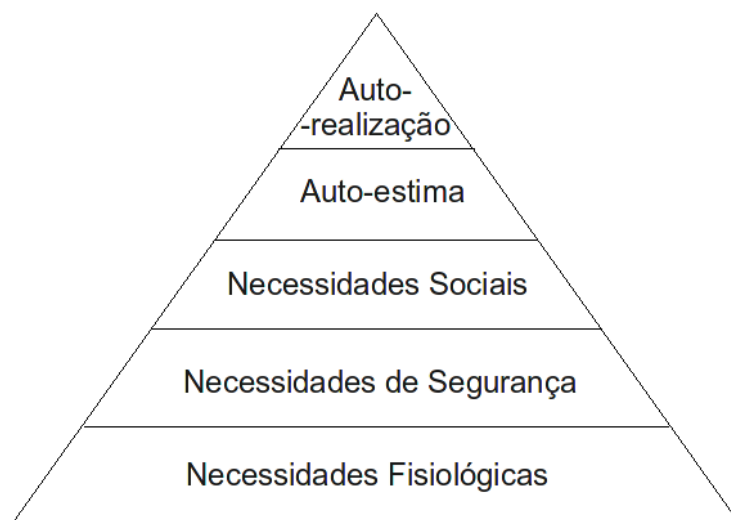 Auto-
-realização
Auto-estima
Necessidades Sociais
Necessidades de Segurança
Necessidades Fisiológicas